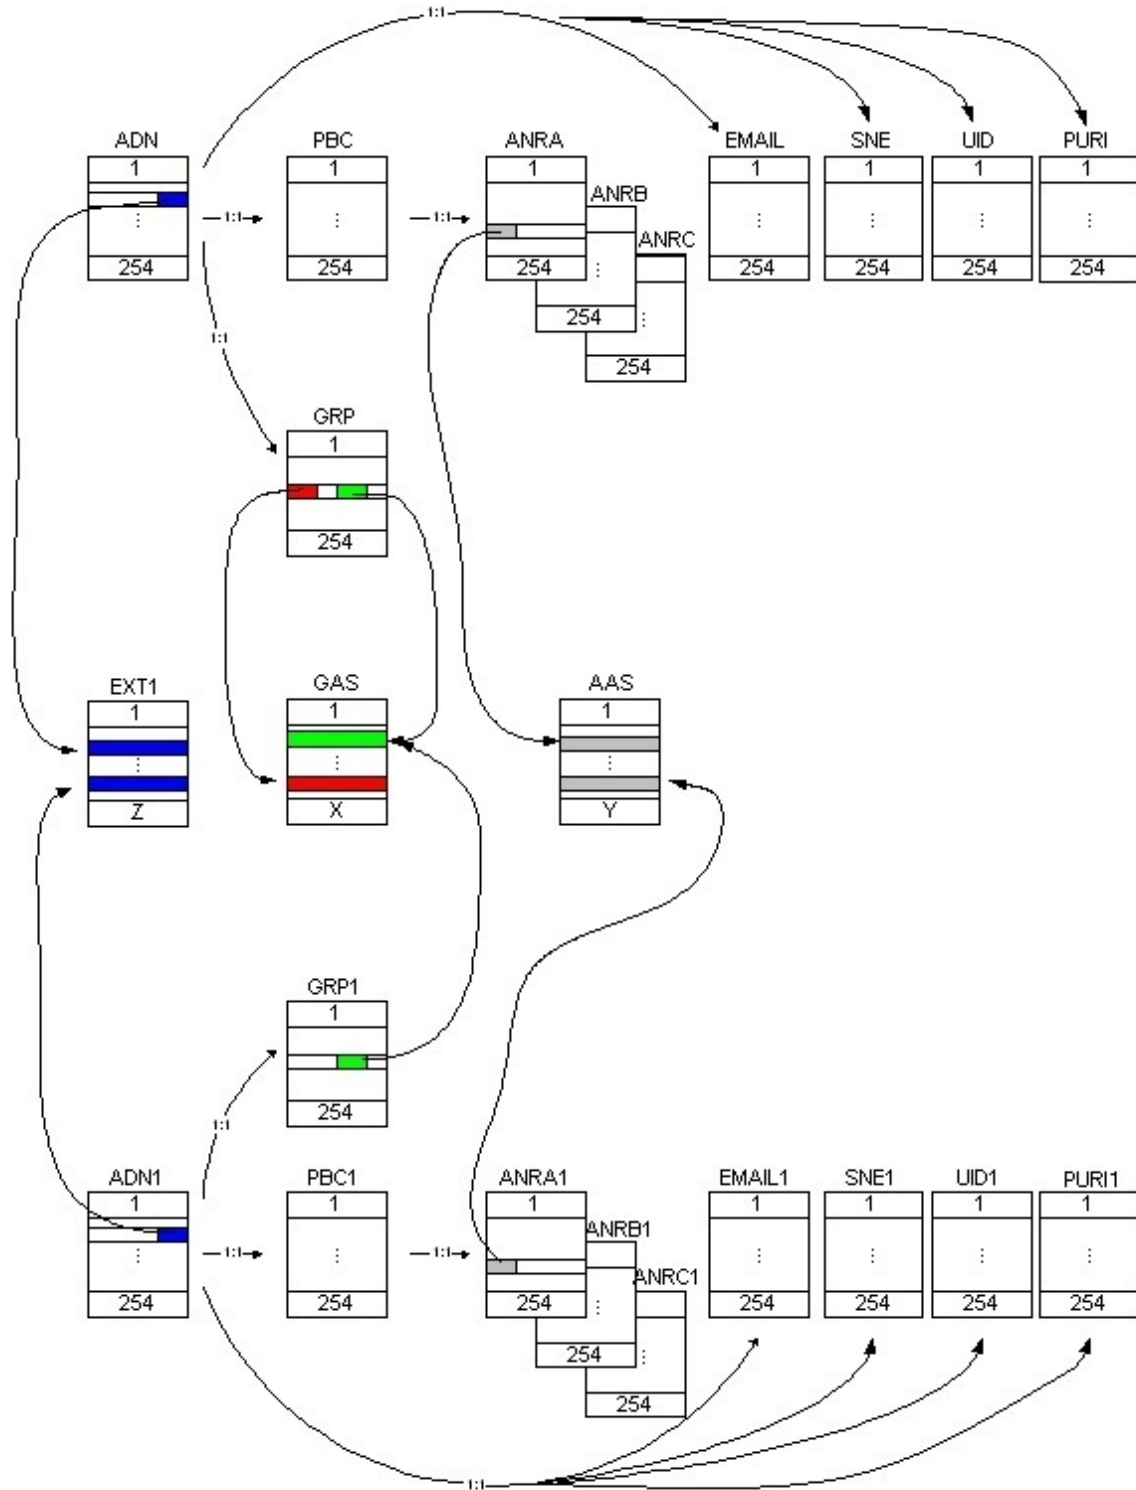 1:1
ADN PBC ANRA EMAIL SNE UID PURI
1 1 1 1 1 1 1
ANRB
1:1 1:1
⋮ ⋮ ⋮ ⋮ ⋮ ⋮
ANRC
254 254 254 254 254 254 254
⋮
254
⋮
1:1
254
GRP
1
254
EXT1 GAS AAS
1 1 1
⋮ ⋮ ⋮
Z X Y
GRP1
1
254
1:1
ADN1 PBC1 ANRA1 EMAIL1 SNE1 UID1 PURI1
1 1 1 1 1 1 1
ANRB1
1:1 1:1
⋮ ⋮ ⋮ ⋮ ⋮ ⋮
ANRC1
254 254 254 254 254 254 254
⋮
254
⋮
254
1:1